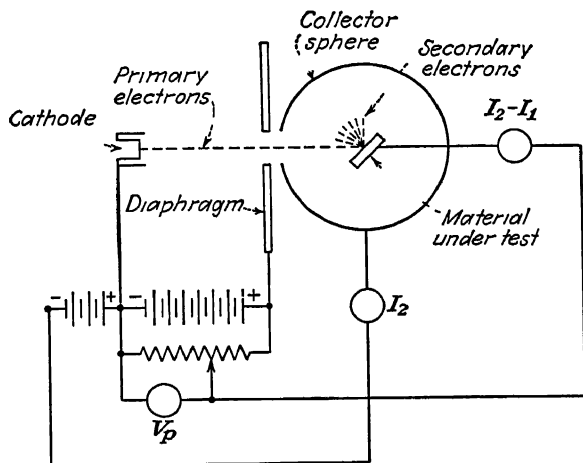 Collector
sphere
Secondary
electrons
Primary
electrons
I₂-I₁
Cathode
Diaphragm
Material
under test
- + - +
I₂
Vₚ